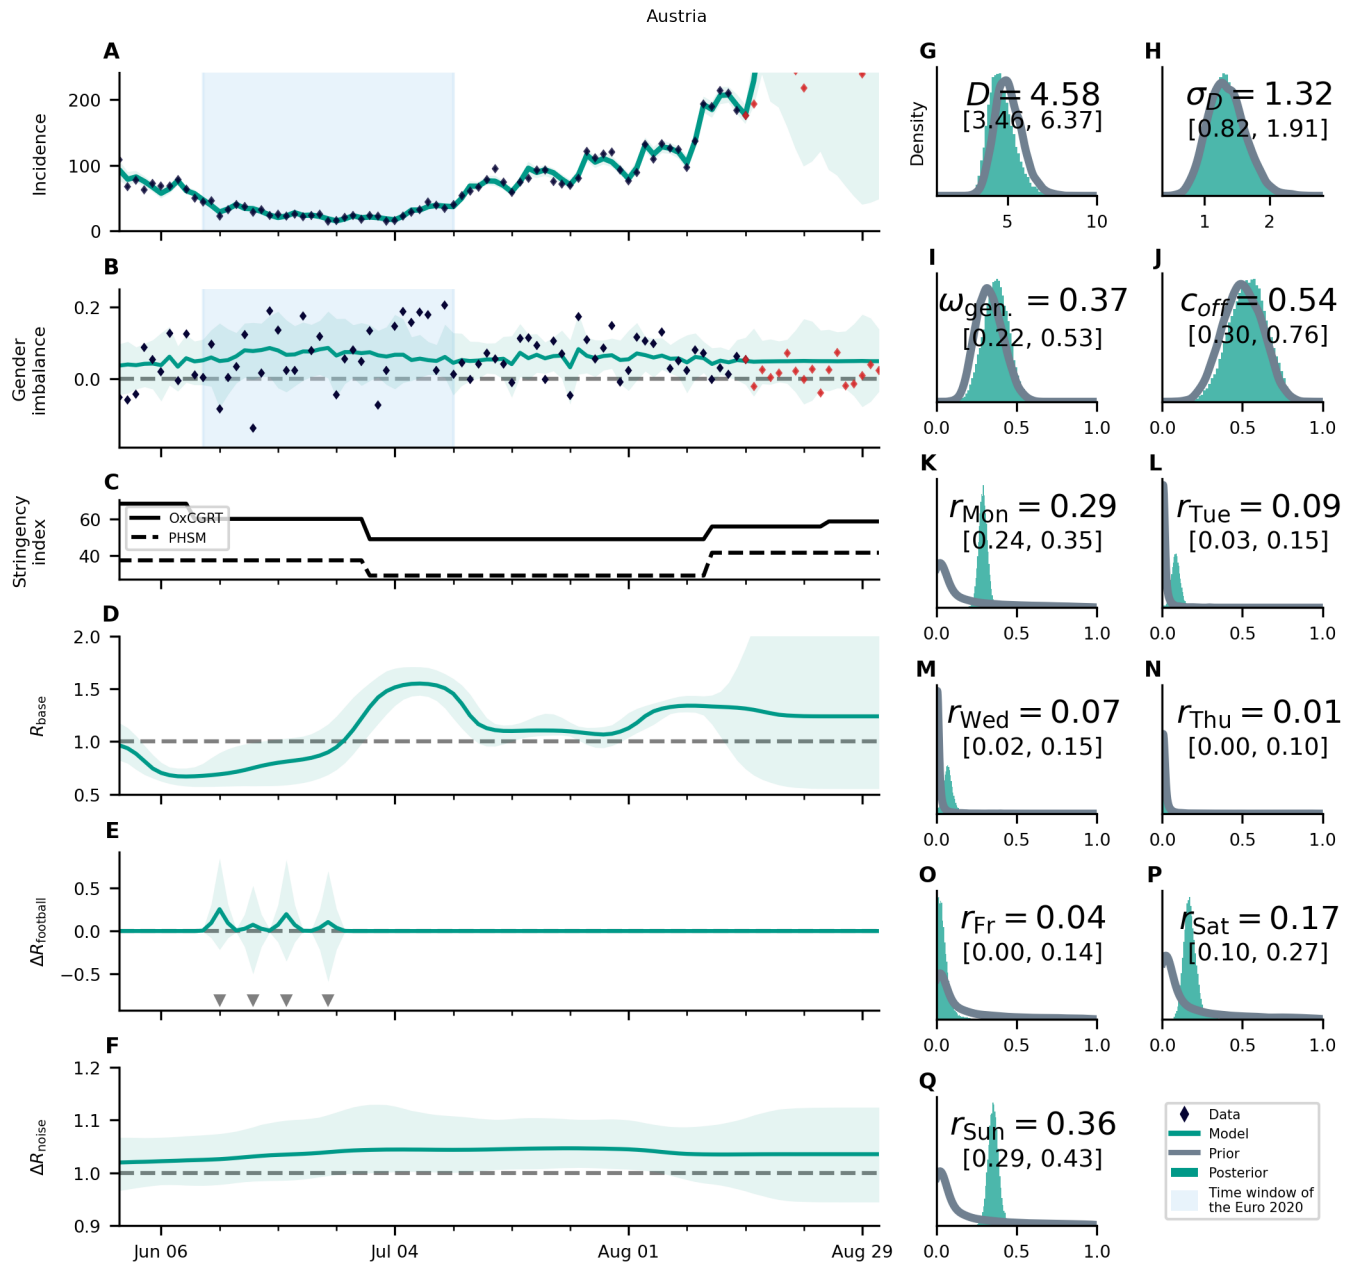 Austria
A
Incidence
200
100
0
B
Gender
imbalance
0.2
0.0
C
Stringency
index
60
40
OxCGRT
PHSM
D
R_base
2.0
1.5
1.0
0.5
E
ΔR_football
0.5
0.0
−0.5
F
ΔR_noise
1.2
1.1
1.0
0.9
Jun 06 Jul 04 Aug 01 Aug 29
G
Density
D = 4.58
[3.46, 6.37]
5 10
H
σ_D = 1.32
[0.82, 1.91]
1 2
I
ω_gen. = 0.37
[0.22, 0.53]
0.0 0.5 1.0
J
c_off = 0.54
[0.30, 0.76]
0.0 0.5 1.0
K
r_Mon = 0.29
[0.24, 0.35]
0.0 0.5 1.0
L
r_Tue = 0.09
[0.03, 0.15]
0.0 0.5 1.0
M
r_Wed = 0.07
[0.02, 0.15]
0.0 0.5 1.0
N
r_Thu = 0.01
[0.00, 0.10]
0.0 0.5 1.0
O
r_Fr = 0.04
[0.00, 0.14]
0.0 0.5 1.0
P
r_Sat = 0.17
[0.10, 0.27]
0.0 0.5 1.0
Q
r_Sun = 0.36
[0.29, 0.43]
0.0 0.5 1.0
Data
Model
Prior
Posterior
Time window of
the Euro 2020